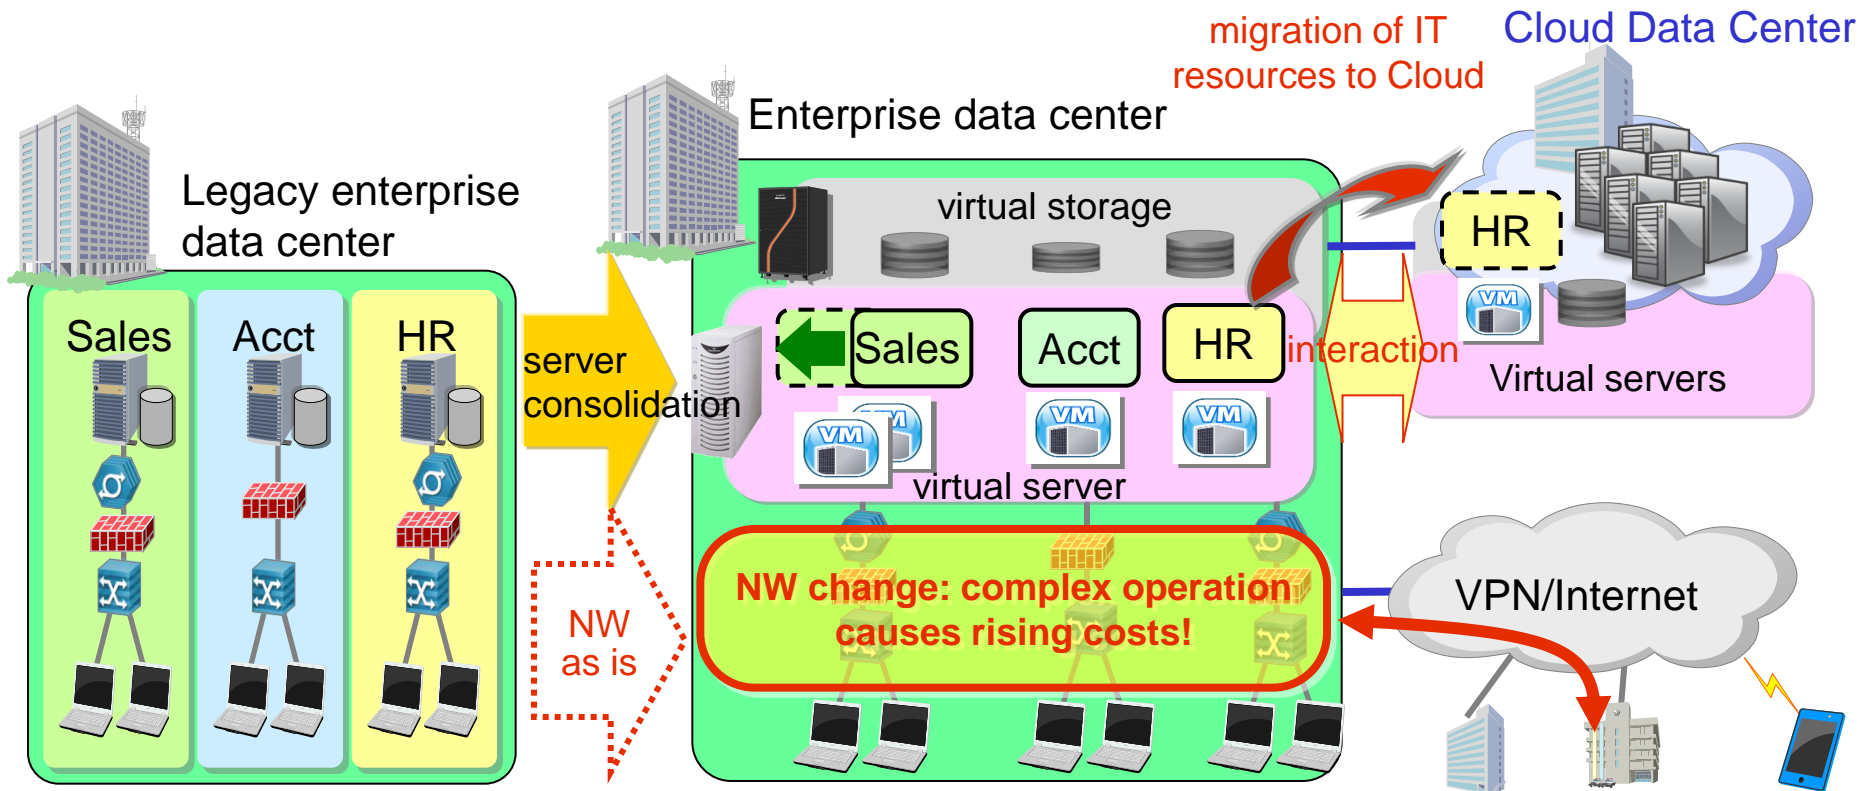 migration of IT
resources to Cloud
Cloud Data Center
Enterprise data center
Legacy enterprise
data center
virtual storage
HR
VM
Virtual servers
Sales
Acct
HR
server
consolidation
Sales
Acct
HR
interaction
VM
VM
VM
VM
virtual server
NW
as is
NW change: complex operation
causes rising costs!
VPN/Internet